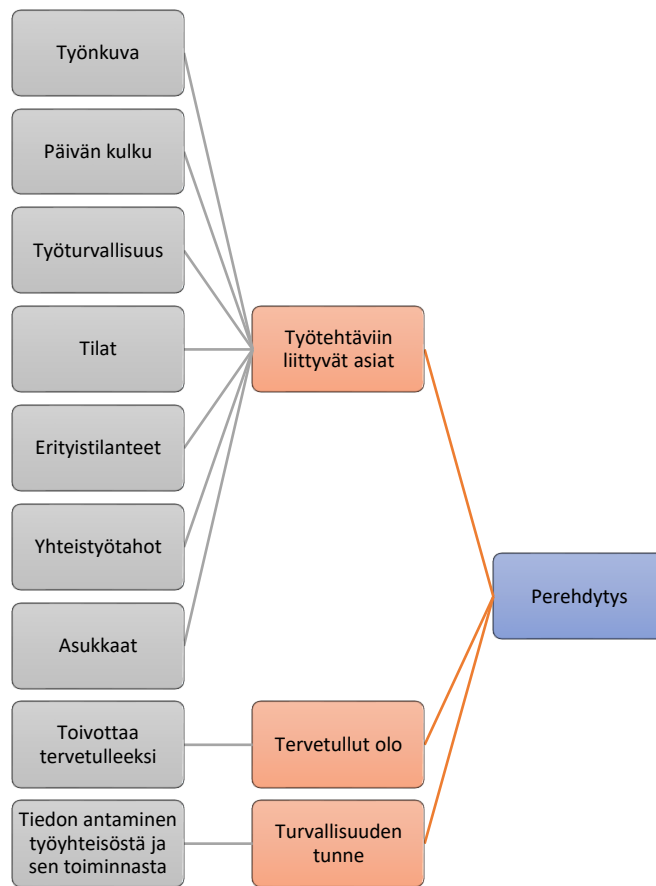 Työnkuva
Päivän kulku
Työturvallisuus
Tilat
Työtehtäviin
liittyvät asiat
Erityistilanteet
Yhteistyötahot
Perehdytys
Asukkaat
Toivottaa
tervetulleeksi
Tervetullut olo
Tiedon antaminen
työyhteisöstä ja
sen toiminnasta
Turvallisuuden
tunne